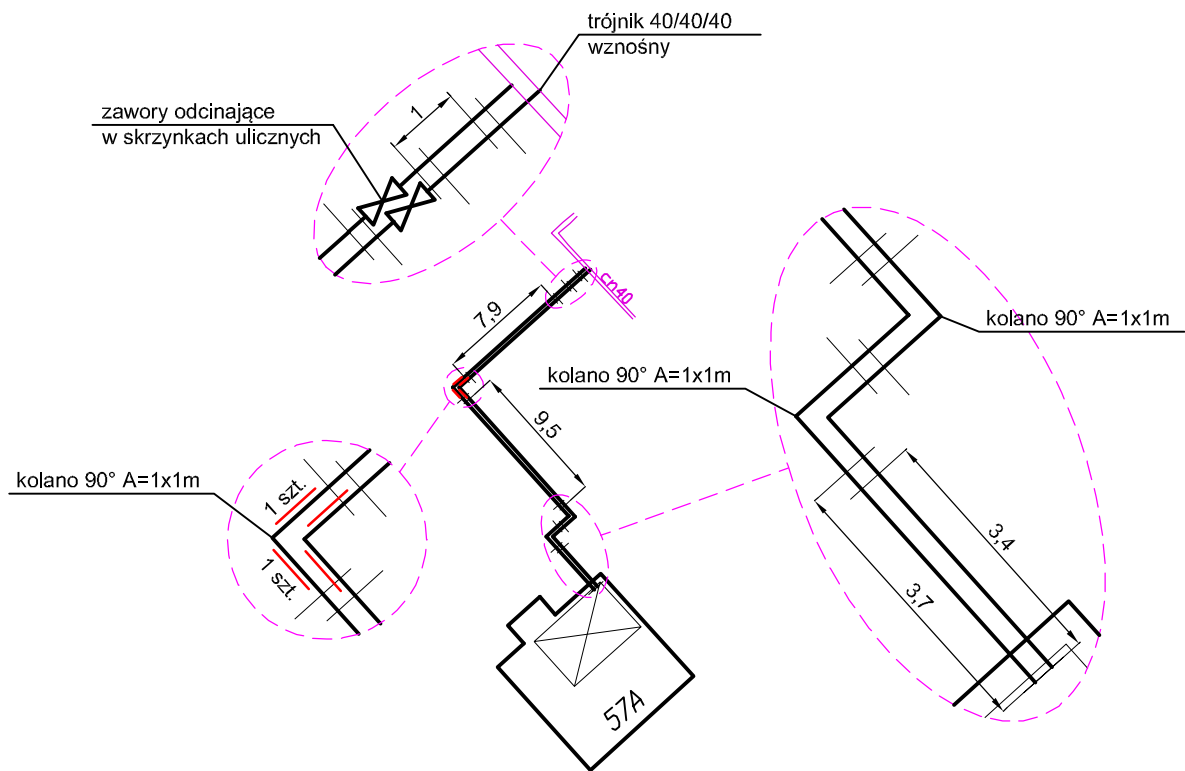 trójnik 40/40/40
wznośny
zawory odcinające
w skrzynkach ulicznych
1
cn40
7,9
9,5
kolano 90° A=1x1m
kolano 90° A=1x1m
kolano 90° A=1x1m
1 szt.
1 szt.
3,4
3,7
57A